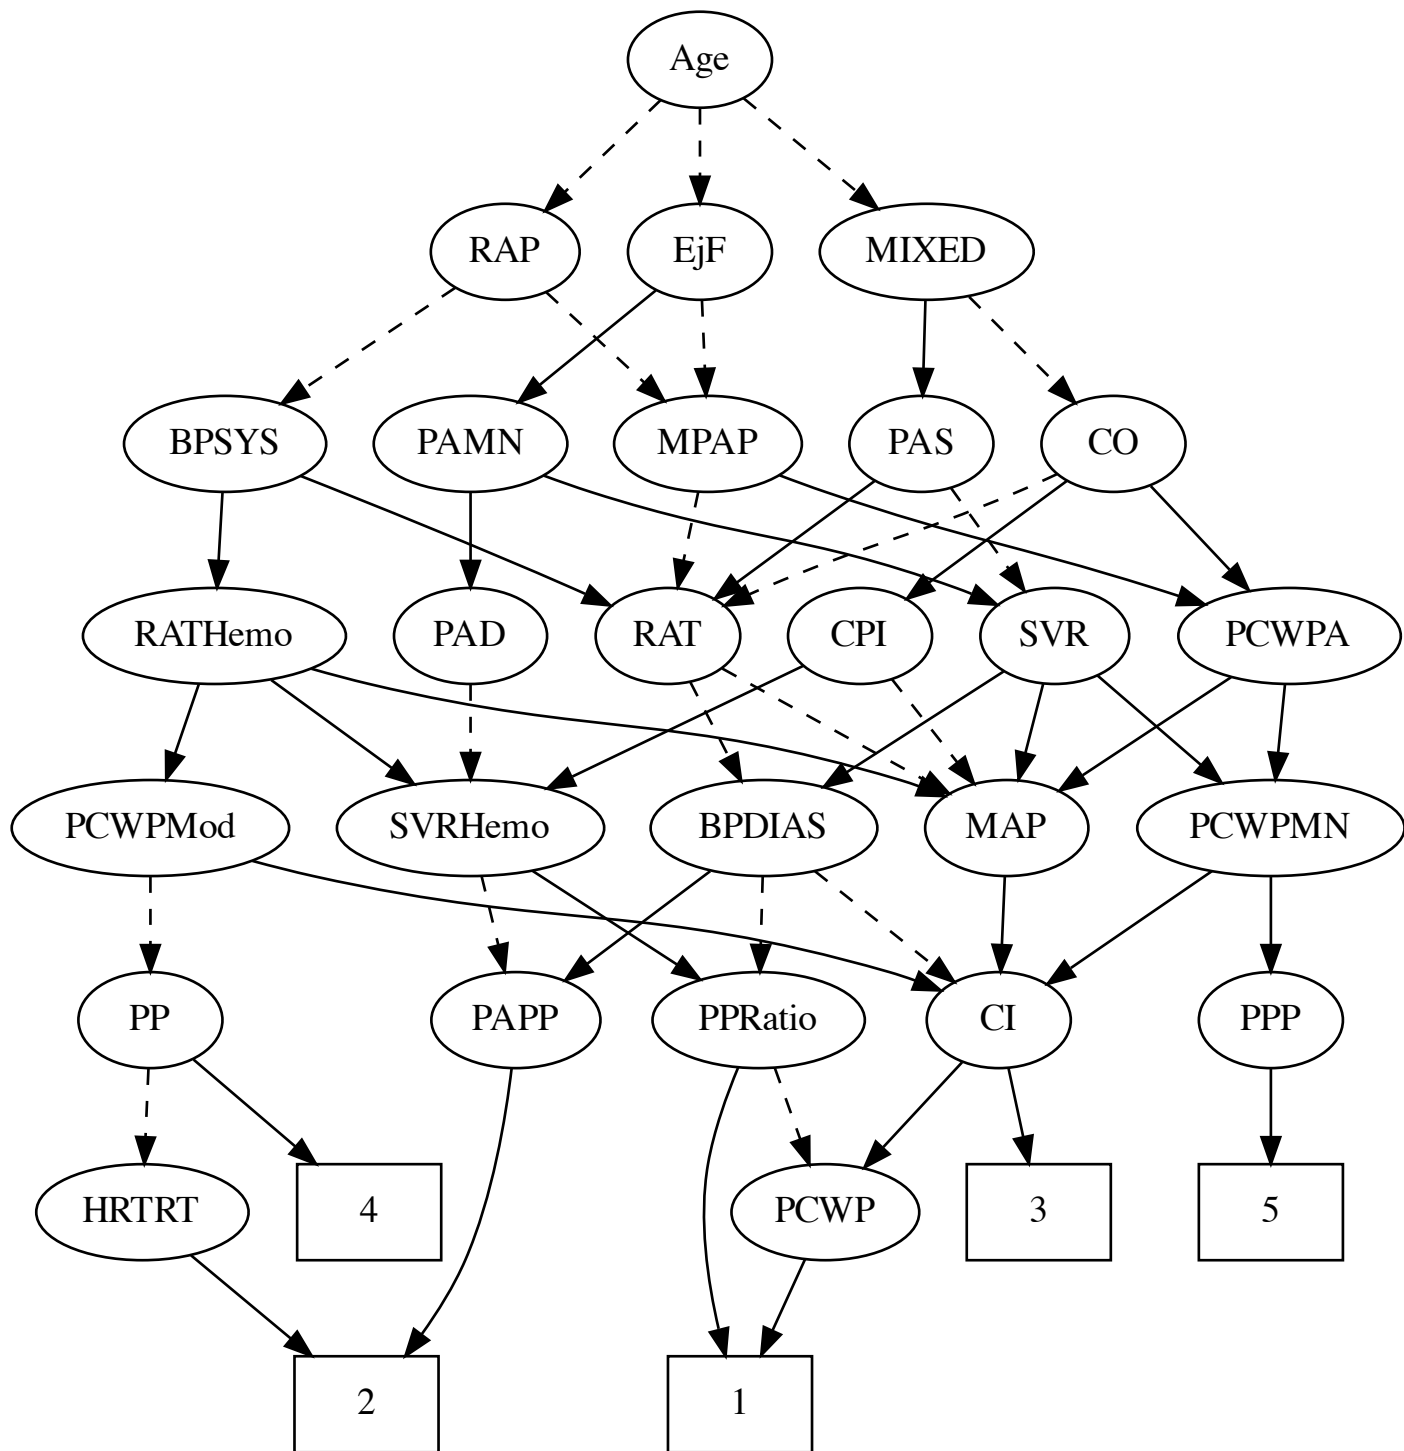 Age
RAP
EjF
MIXED
BPSYS
PAMN
MPAP
PAS
CO
RATHemo
PAD
RAT
CPI
SVR
PCWPA
PCWPMod
SVRHemo
BPDIAS
MAP
PCWPMN
PP
PAPP
PPRatio
CI
PPP
HRTRT
4
PCWP
3
5
2
1